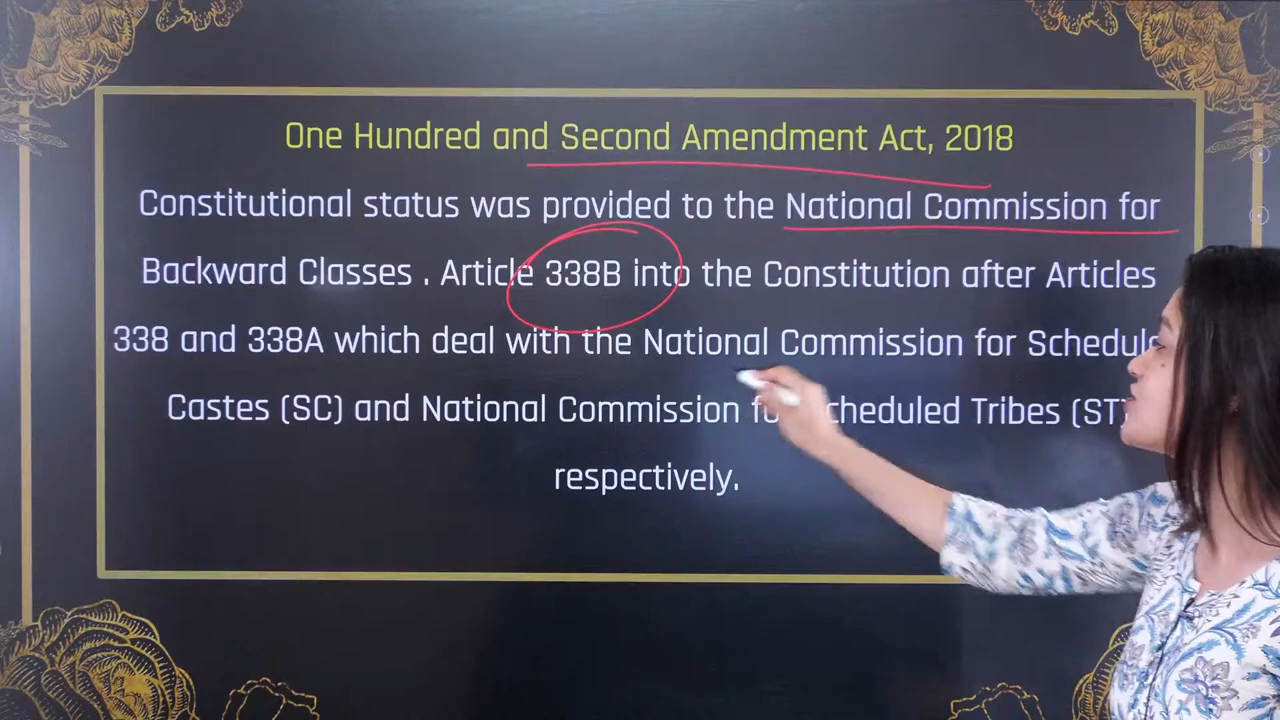 One Hundred and Second Amendment Act, 2018
Constitutional status was provided to the National Commission for
Backward Classes . Article 338B into the Constitution after Articles
338 and 338A which deal with the National Commission for
Castes (SC) and National Commission Tribes (ST)
respectively.